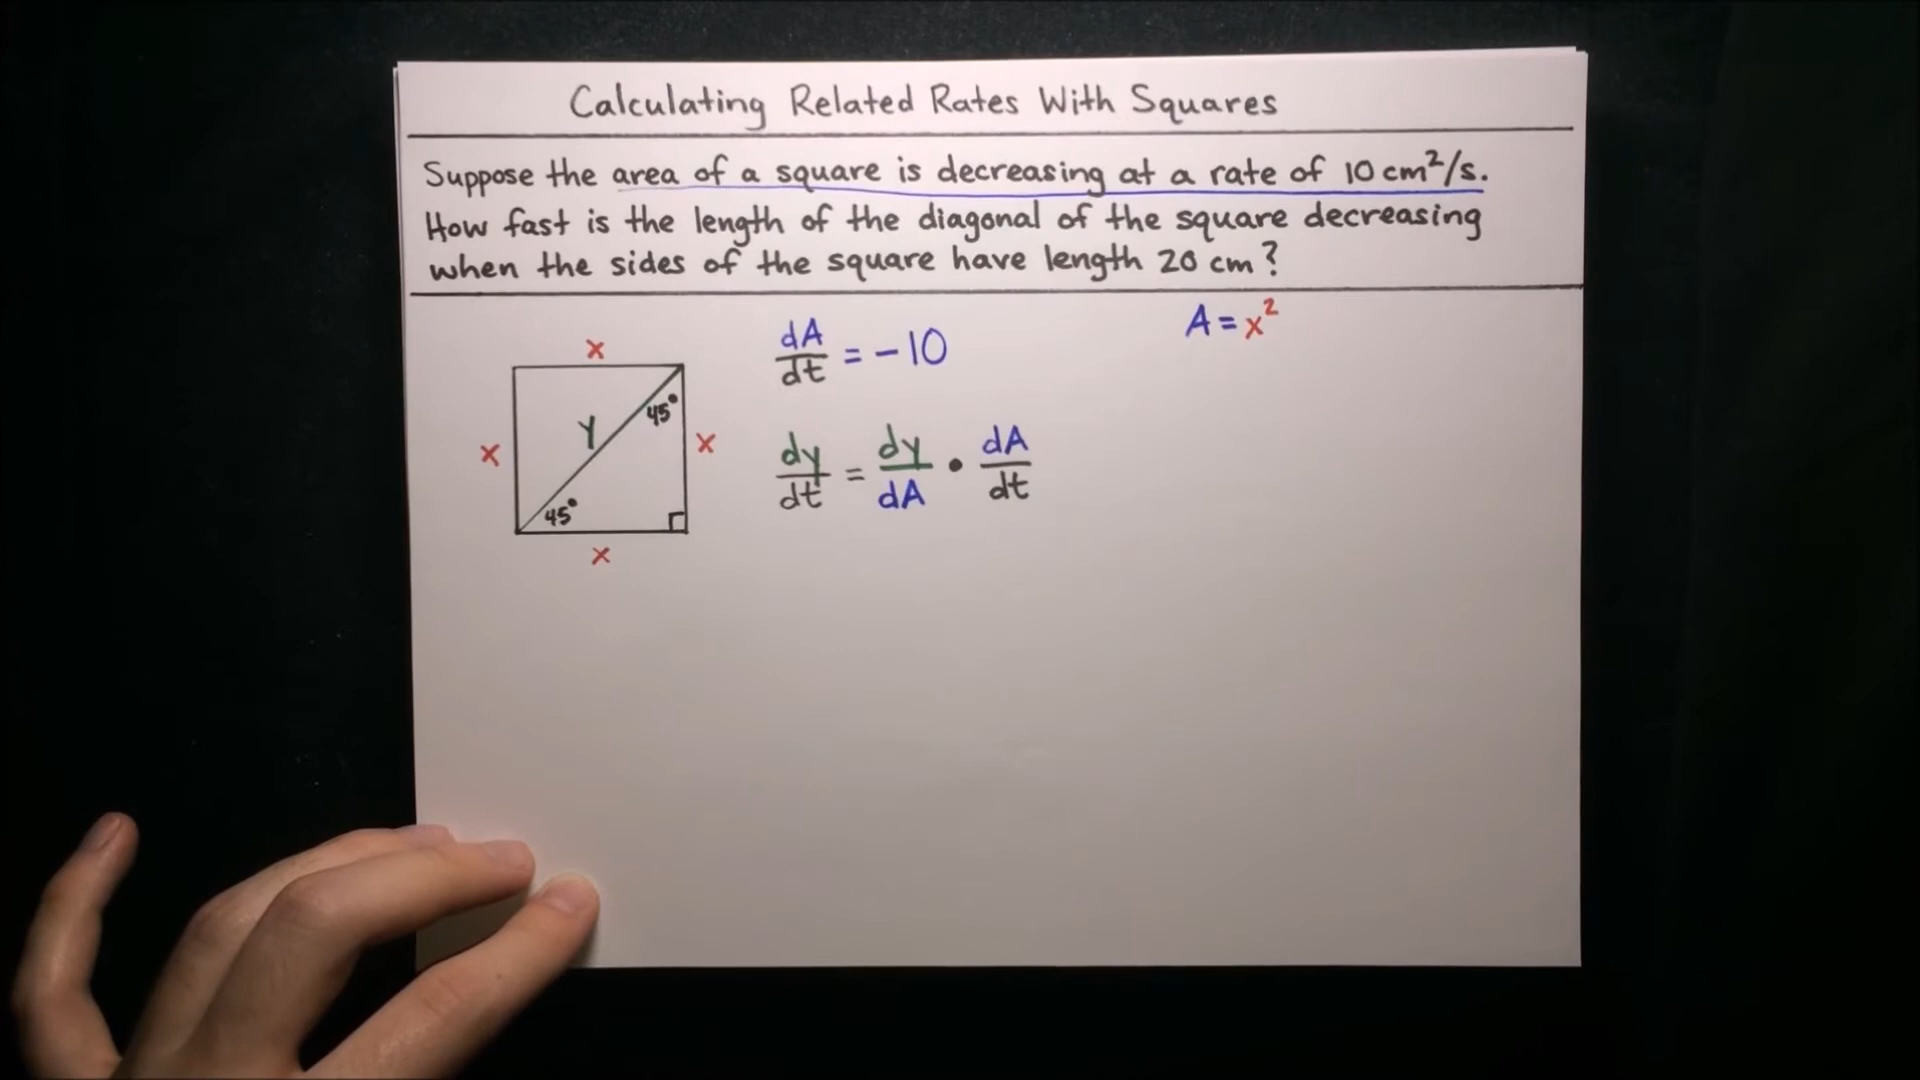 Calculating Related Rates With Squares
Suppose the area of a square is decreasing at a rate of 10 cm²/s.
How fast is the length of the diagonal of the square decreasing
when the sides of the square have length 20 cm?
x
x
y
x
x
45°
45°
dA/dt = -10
dy/dt = dy/dA • dA/dt
A = x²